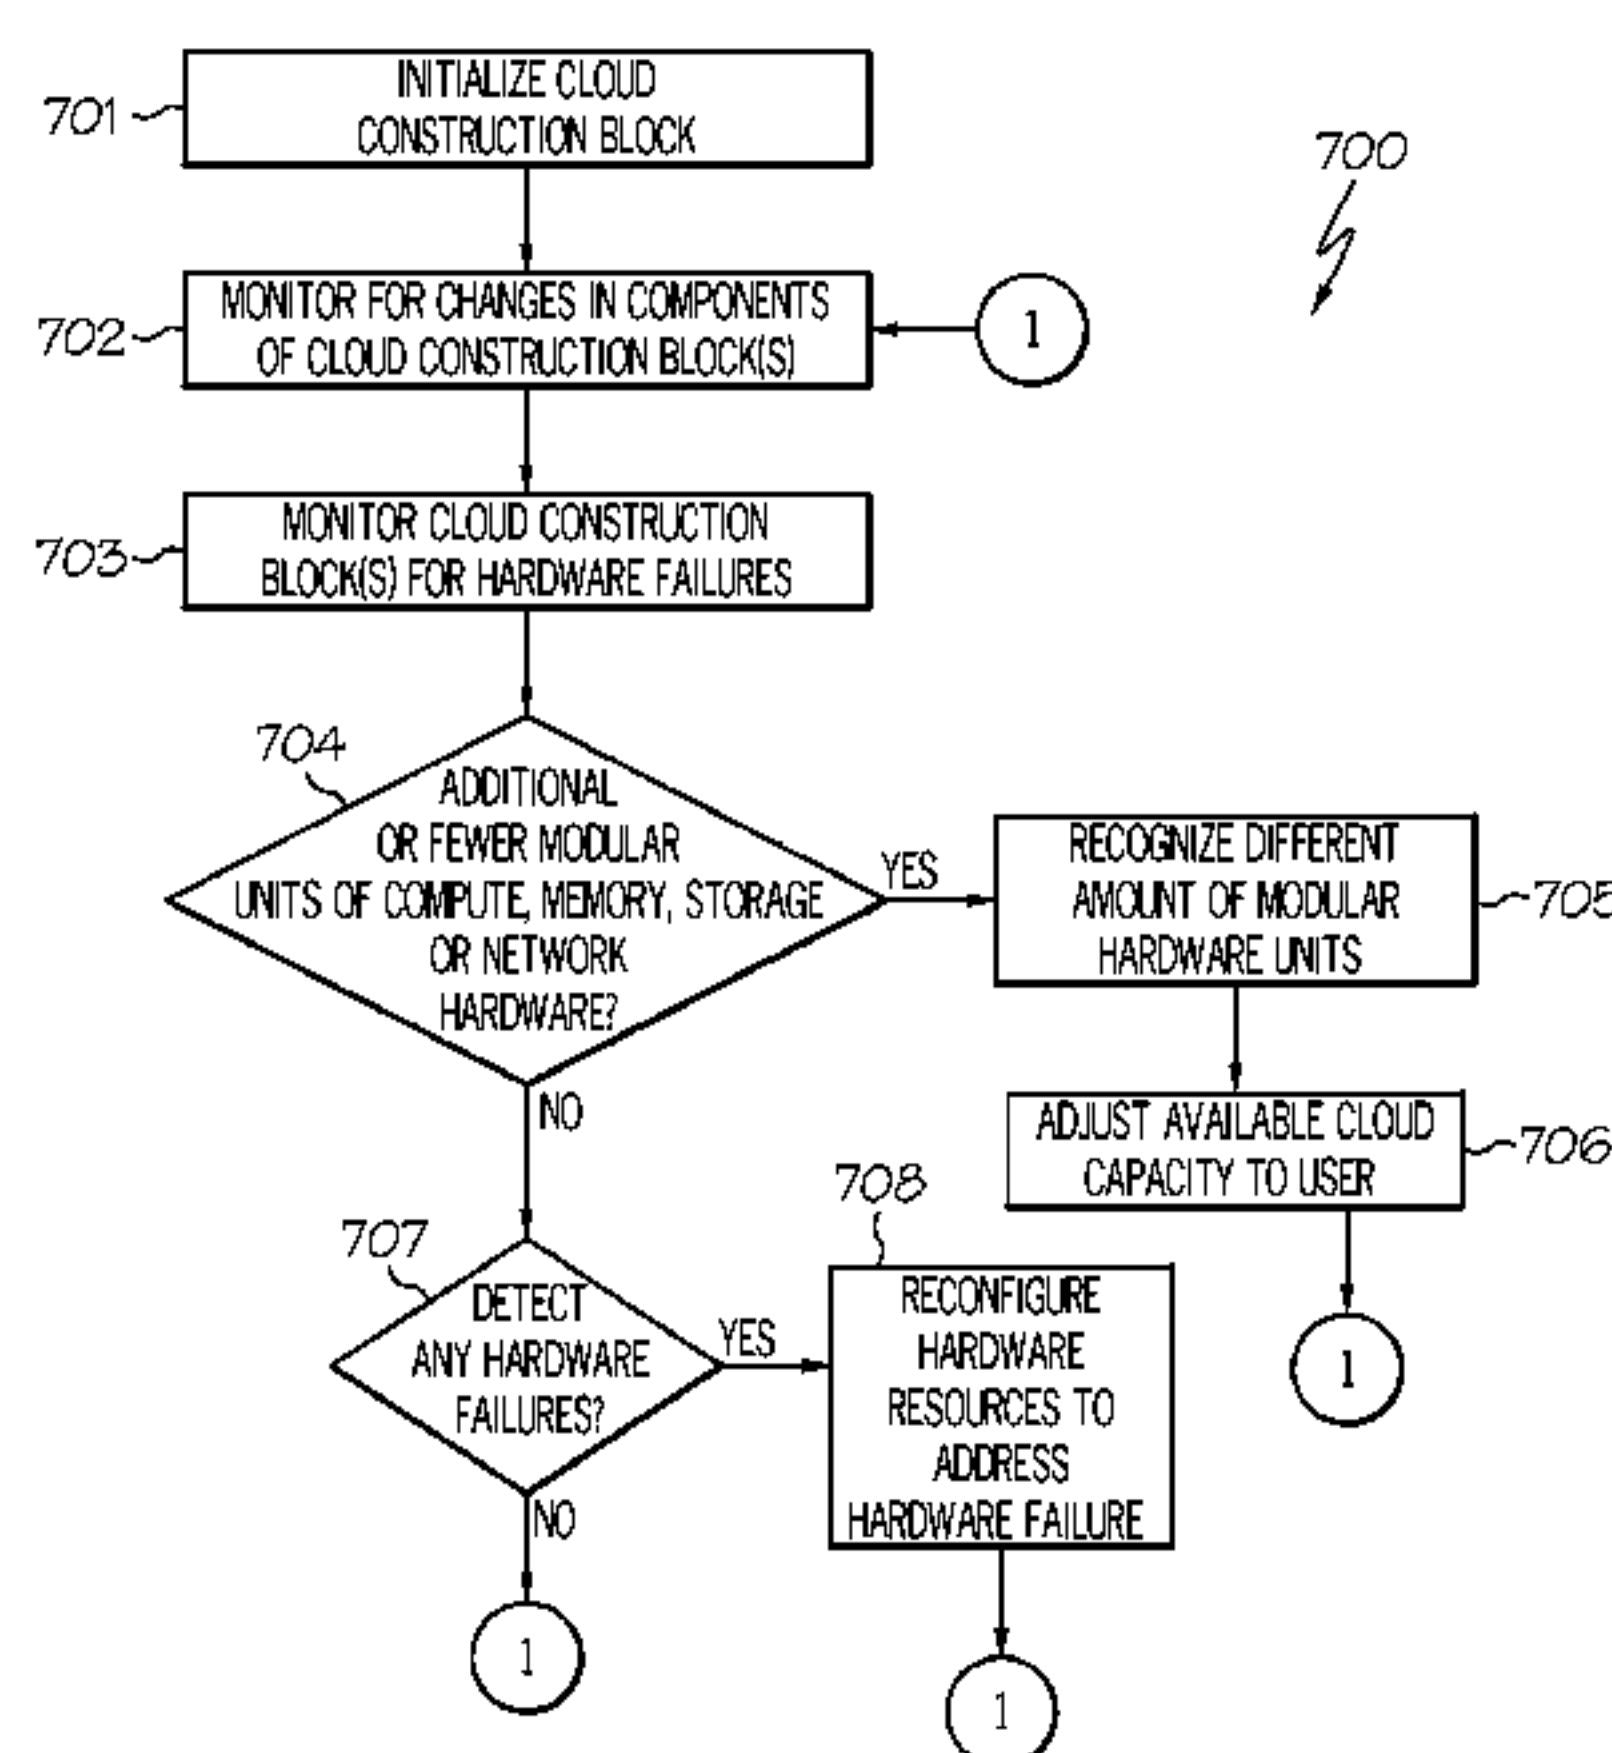 701
INITIALIZE CLOUD
CONSTRUCTION BLOCK
700
702
MONITOR FOR CHANGES IN COMPONENTS
OF CLOUD CONSTRUCTION BLOCK(S)
1
703
MONITOR CLOUD CONSTRUCTION
BLOCK(S) FOR HARDWARE FAILURES
704
ADDITIONAL
OR FEWER MODULAR
UNITS OF COMPUTE, MEMORY, STORAGE
OR NETWORK
HARDWARE?
YES
RECOGNIZE DIFFERENT
AMOUNT OF MODULAR
HARDWARE UNITS
705
NO
ADJUST AVAILABLE CLOUD
CAPACITY TO USER
706
1
707
DETECT
ANY HARDWARE
FAILURES?
YES
708
RECONFIGURE
HARDWARE
RESOURCES TO
ADDRESS
HARDWARE FAILURE
NO
1
1